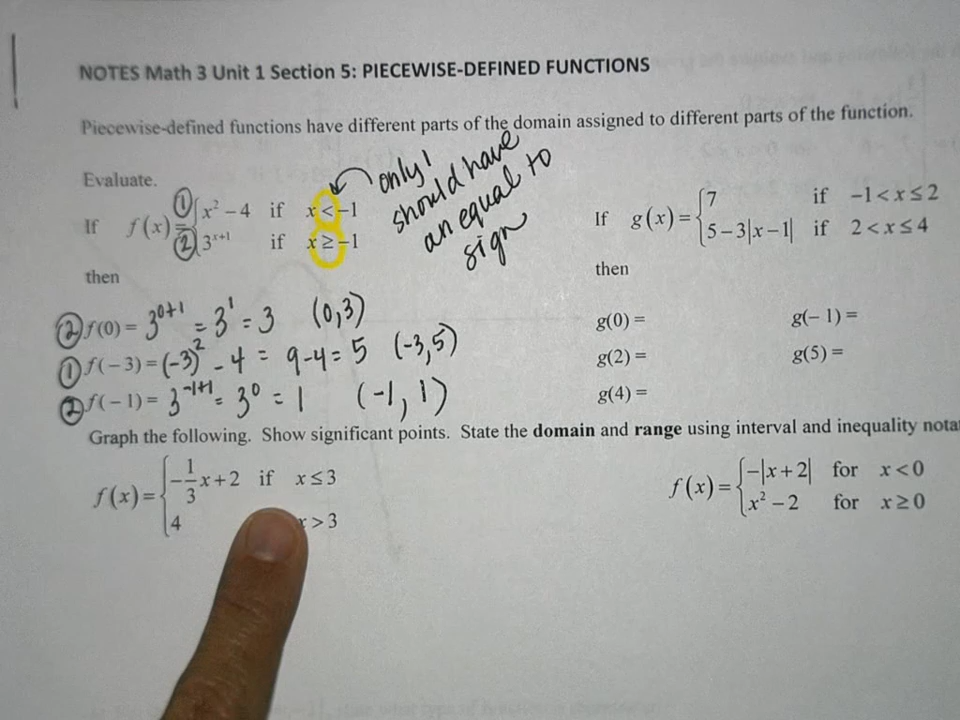 NOTES Math 3 Unit 1 Section 5: PIECEWISE-DEFINED FUNCTIONS
Piecewise-defined functions have different parts of the domain assigned to different parts of the function.
Evaluate.
only! should have an equal to sign
If f(x) = { ① x² − 4 if x < −1
② 3ˣ⁺¹ if x ≥ −1
then
② f(0) = 3⁰⁺¹ = 3¹ = 3 (0,3)
① f(−3) = (−3)² − 4 = 9 − 4 = 5 (−3,5)
② f(−1) = 3⁻¹⁺¹ = 3⁰ = 1 (−1, 1)
If g(x) = { 7 if −1 < x ≤ 2
5 − 3|x − 1| if 2 < x ≤ 4
then
g(0) = g(− 1) =
g(2) = g(5) =
g(4) =
Graph the following. Show significant points. State the domain and range using interval and inequality
f(x) = { −1/3 x + 2 if x ≤ 3
4 x > 3
f(x) = { −|x + 2| for x < 0
x² − 2 for x ≥ 0